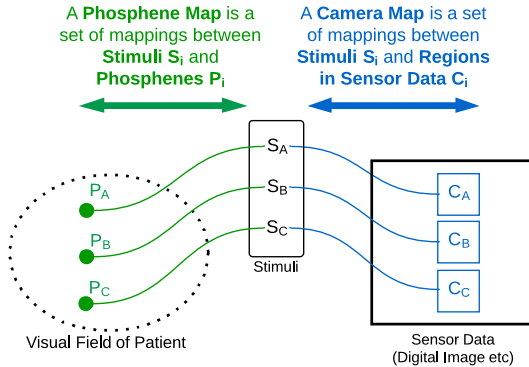 A Phosphene Map is a
set of mappings between
Stimuli Si and
Phosphenes Pi
A Camera Map is a set
of mappings between
Stimuli Si and Regions
in Sensor Data Ci
SA
SB
SC
Stimuli
PA
PB
PC
Visual Field of Patient
CA
CB
CC
Sensor Data
(Digital Image etc)